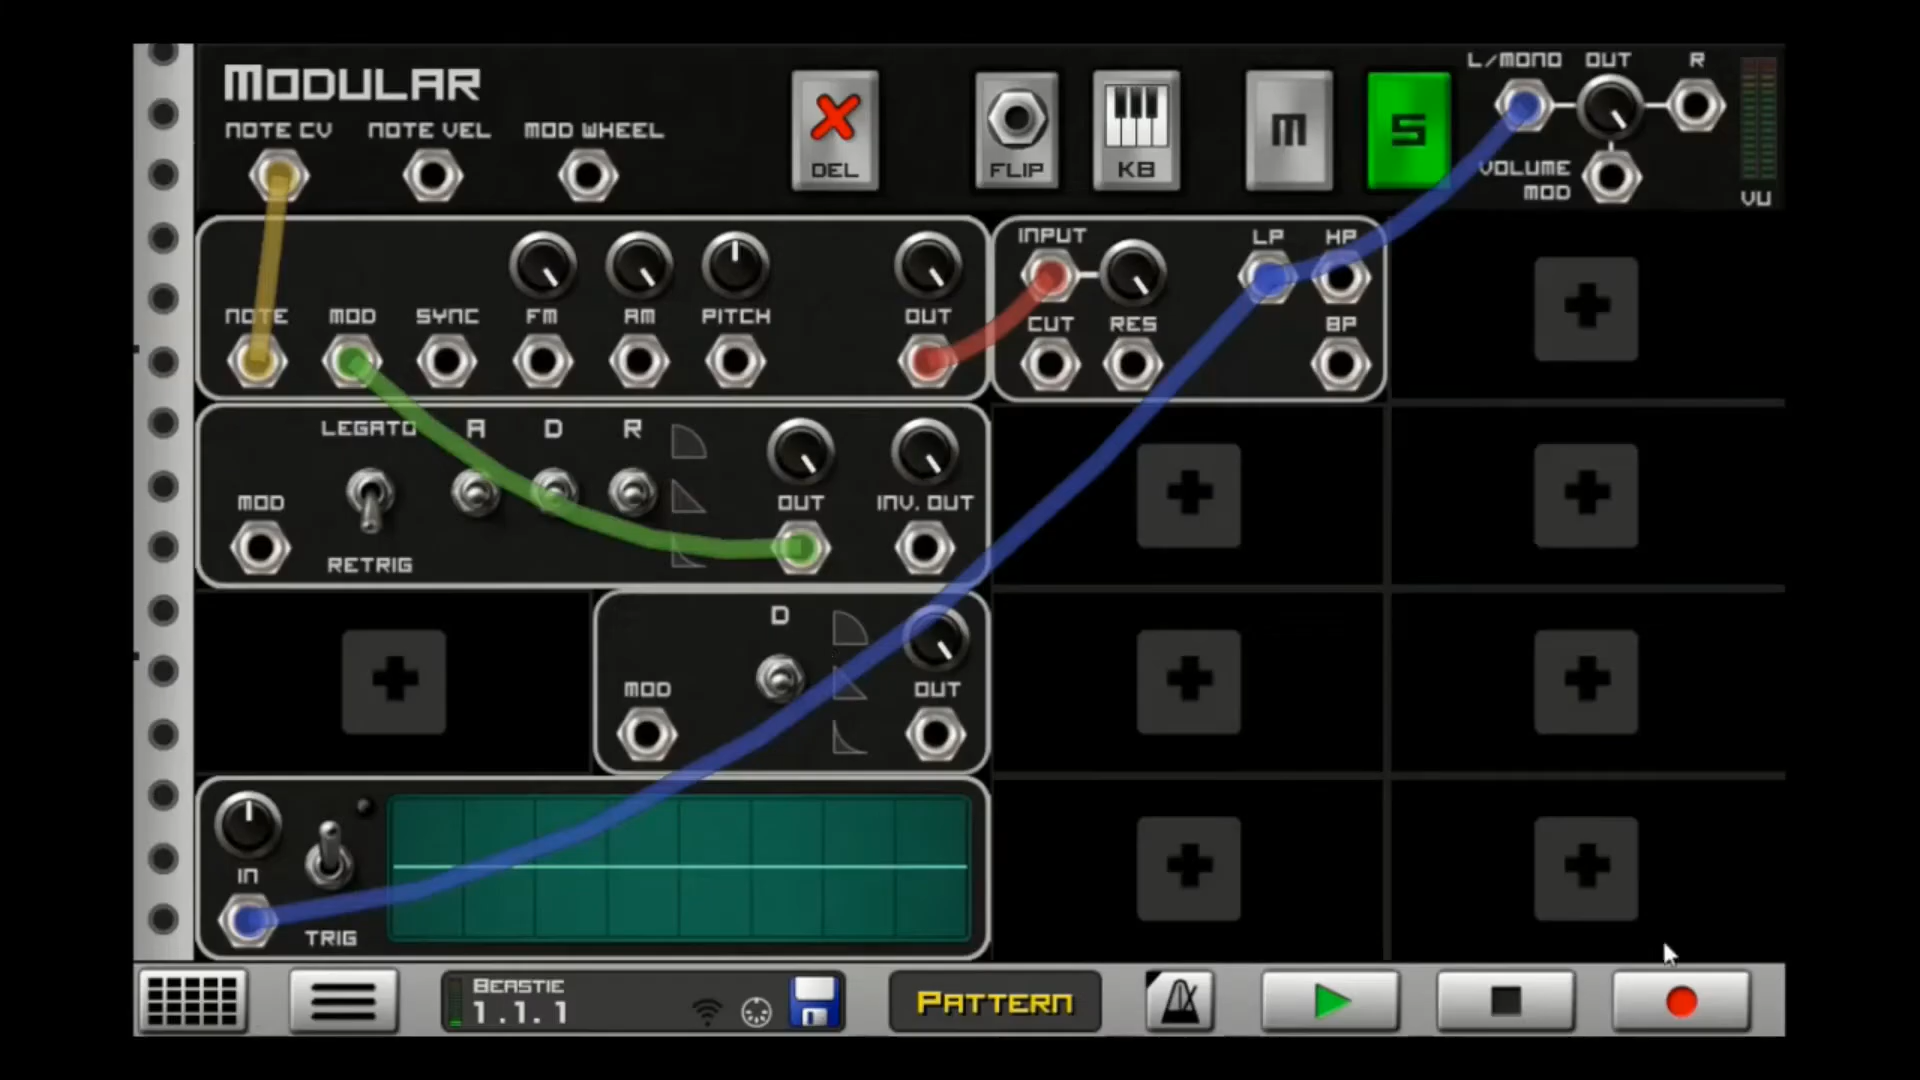 MODULAR
NOTE CV NOTE VEL MOD WHEEL
DEL FLIP KB M S
L/MONO OUT R
VOLUME
MOD
VU
NOTE MOD SYNC FM AM PITCH OUT
INPUT LP HP
CUT RES BP
LEGATO A D R
MOD OUT INV. OUT
RETRIG
D
MOD OUT
IN
TRIG
BEASTIE
1.1.1
PATTERN